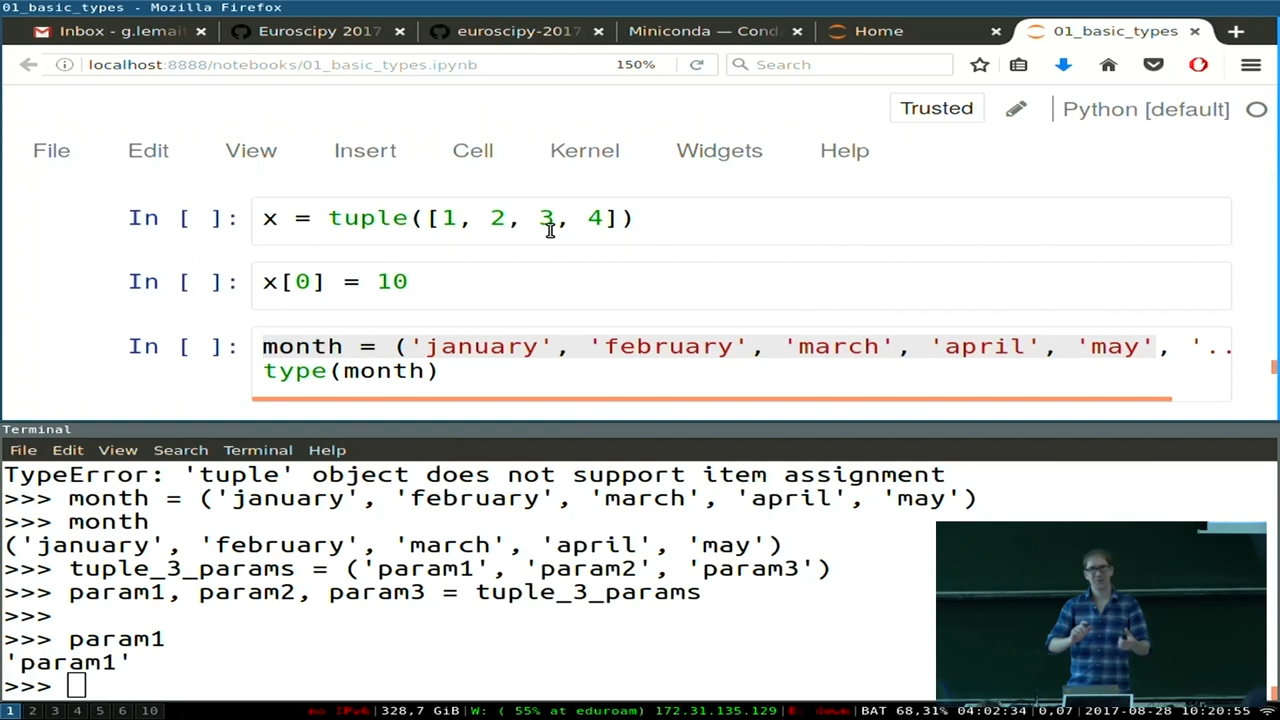 01_basic_types - Mozilla Firefox
Inbox - g.lemait × Euroscipy 2017 × euroscipy-2017. × Miniconda — Cond. × Home × 01_basic_types ×
localhost:8888/notebooks/01_basic_types.ipynb 150% Search
Trusted Python [default]
File Edit View Insert Cell Kernel Widgets Help
In [ ]: x = tuple([1, 2, 3, 4])
In [ ]: x[0] = 10
In [ ]: month = ('january', 'february', 'march', 'april', 'may', '..
type(month)
Terminal
File Edit View Search Terminal Help
TypeError: 'tuple' object does not support item assignment
>>> month = ('january', 'february', 'march', 'april', 'may')
>>> month
('january', 'february', 'march', 'april', 'may')
>>> tuple_3_params = ('param1', 'param2', 'param3')
>>> param1, param2, param3 = tuple_3_params
>>>
>>> param1
'param1'
>>>
1 2 3 4 5 6 10 no IPv6|328,7 GiB|W: ( 55% at eduroam) 172.31.135.129|E: down|BAT 68,31% 04:02:34|0,07|2017-08-28 10:20:55